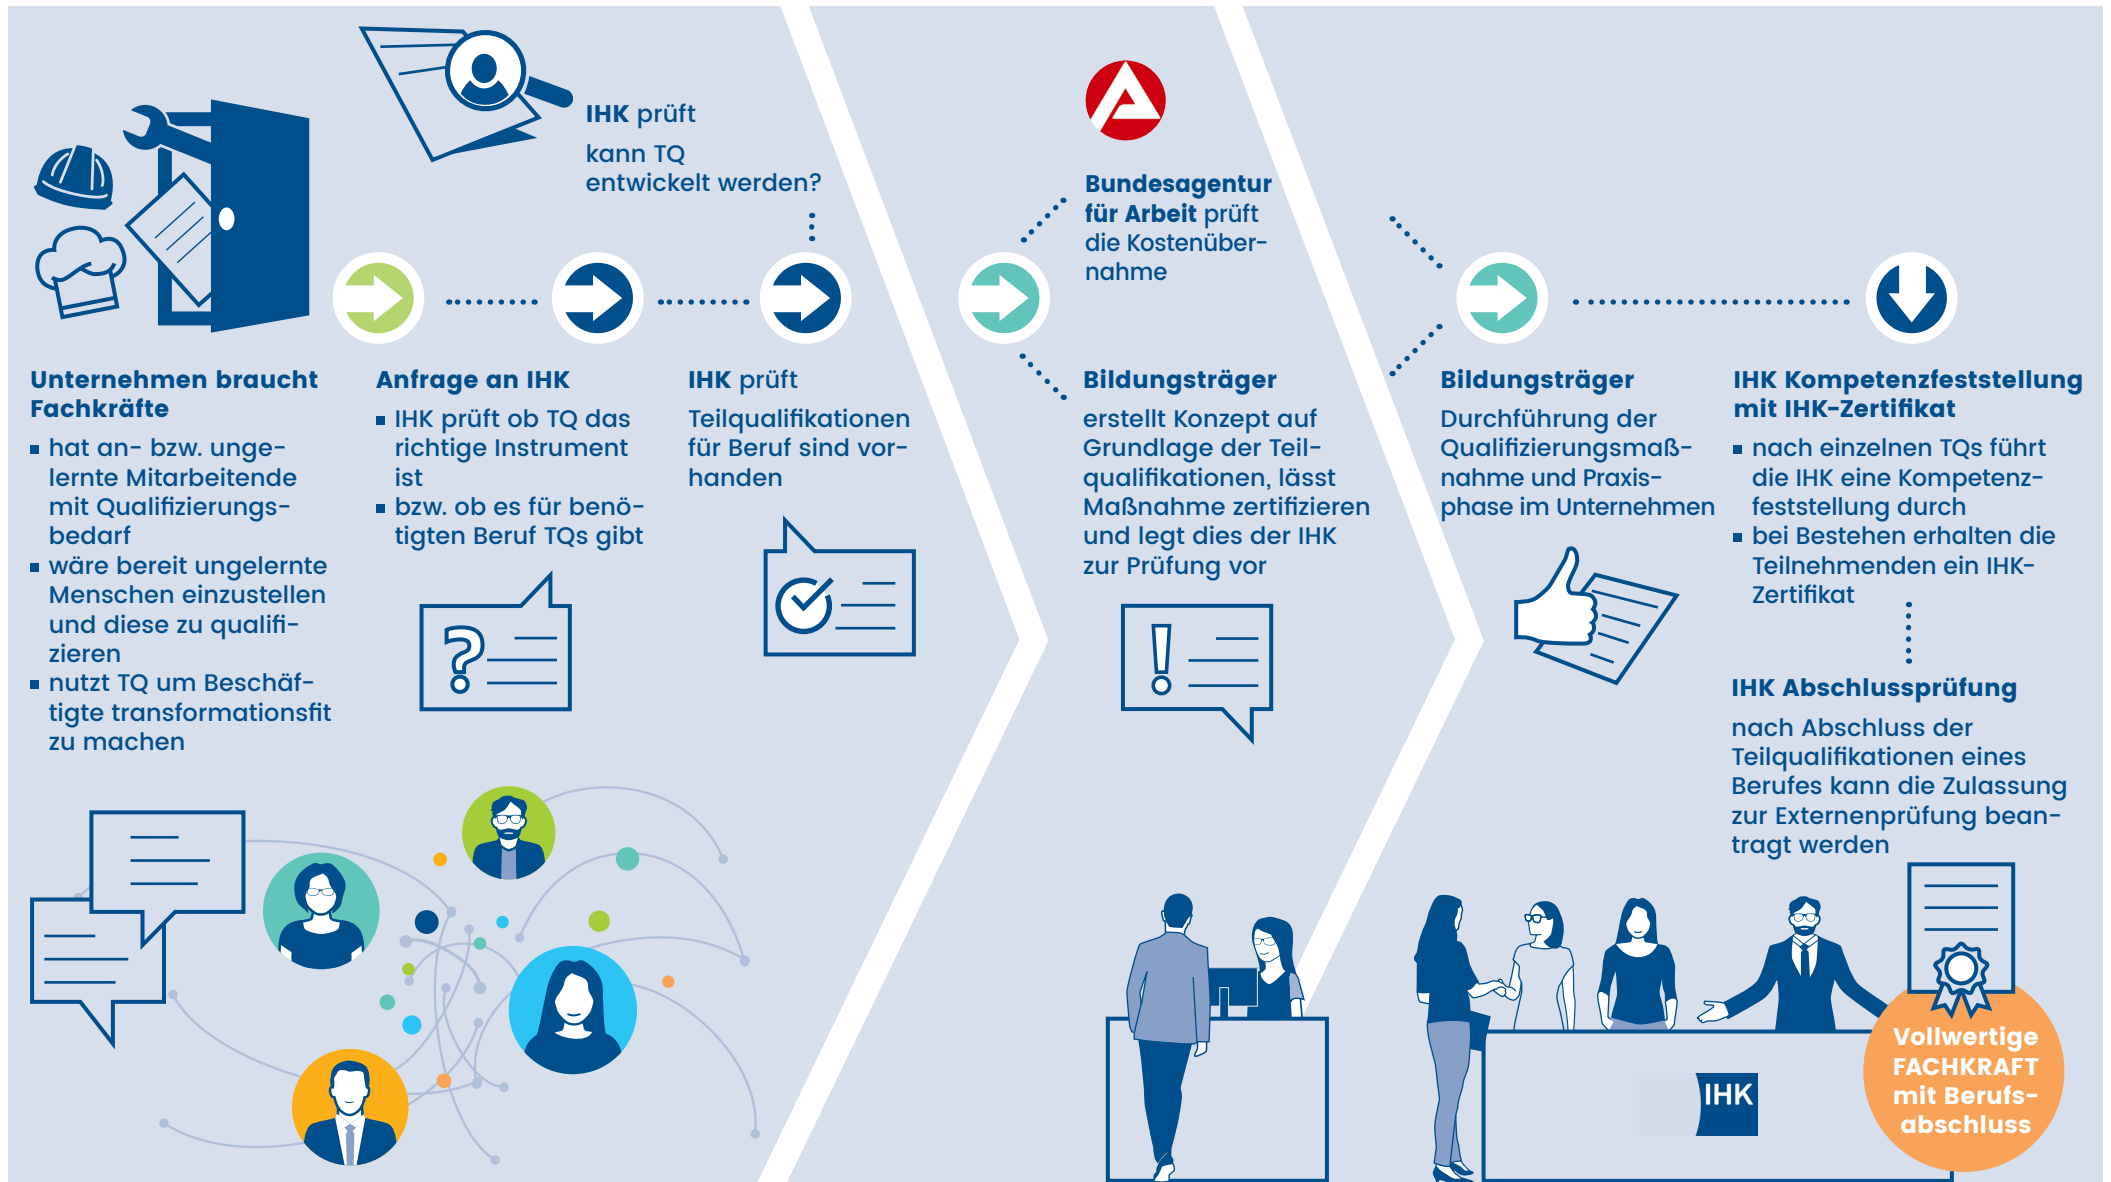 IHK prüft
kann TQ
entwickelt werden?
Unternehmen braucht
Fachkräfte
hat an- bzw. unge-
lernte Mitarbeitende
mit Qualifizierungs-
bedarf
wäre bereit ungelernte
Menschen einzustellen
und diese zu qualifi-
zieren
nutzt TQ um Beschäf-
tigte transformationsfit
zu machen
Anfrage an IHK
IHK prüft ob TQ das
richtige Instrument
ist
bzw. ob es für benö-
tigten Beruf TQs gibt
?
IHK prüft
Teilqualifikationen
für Beruf sind vor-
handen
Bundesagentur
für Arbeit prüft
die Kostenüber-
nahme
Bildungsträger
erstellt Konzept auf
Grundlage der Teil-
qualifikationen, lässt
Maßnahme zertifizieren
und legt dies der IHK
zur Prüfung vor
!
Bildungsträger
Durchführung der
Qualifizierungsmaß-
nahme und Praxis-
phase im Unternehmen
IHK Kompetenzfeststellung
mit IHK-Zertifikat
nach einzelnen TQs führt
die IHK eine Kompetenz-
feststellung durch
bei Bestehen erhalten die
Teilnehmenden ein IHK-
Zertifikat
IHK Abschlussprüfung
nach Abschluss der
Teilqualifikationen eines
Berufes kann die Zulassung
zur Externenprüfung bean-
tragt werden
IHK
Vollwertige
FACHKRAFT
mit Berufs-
abschluss